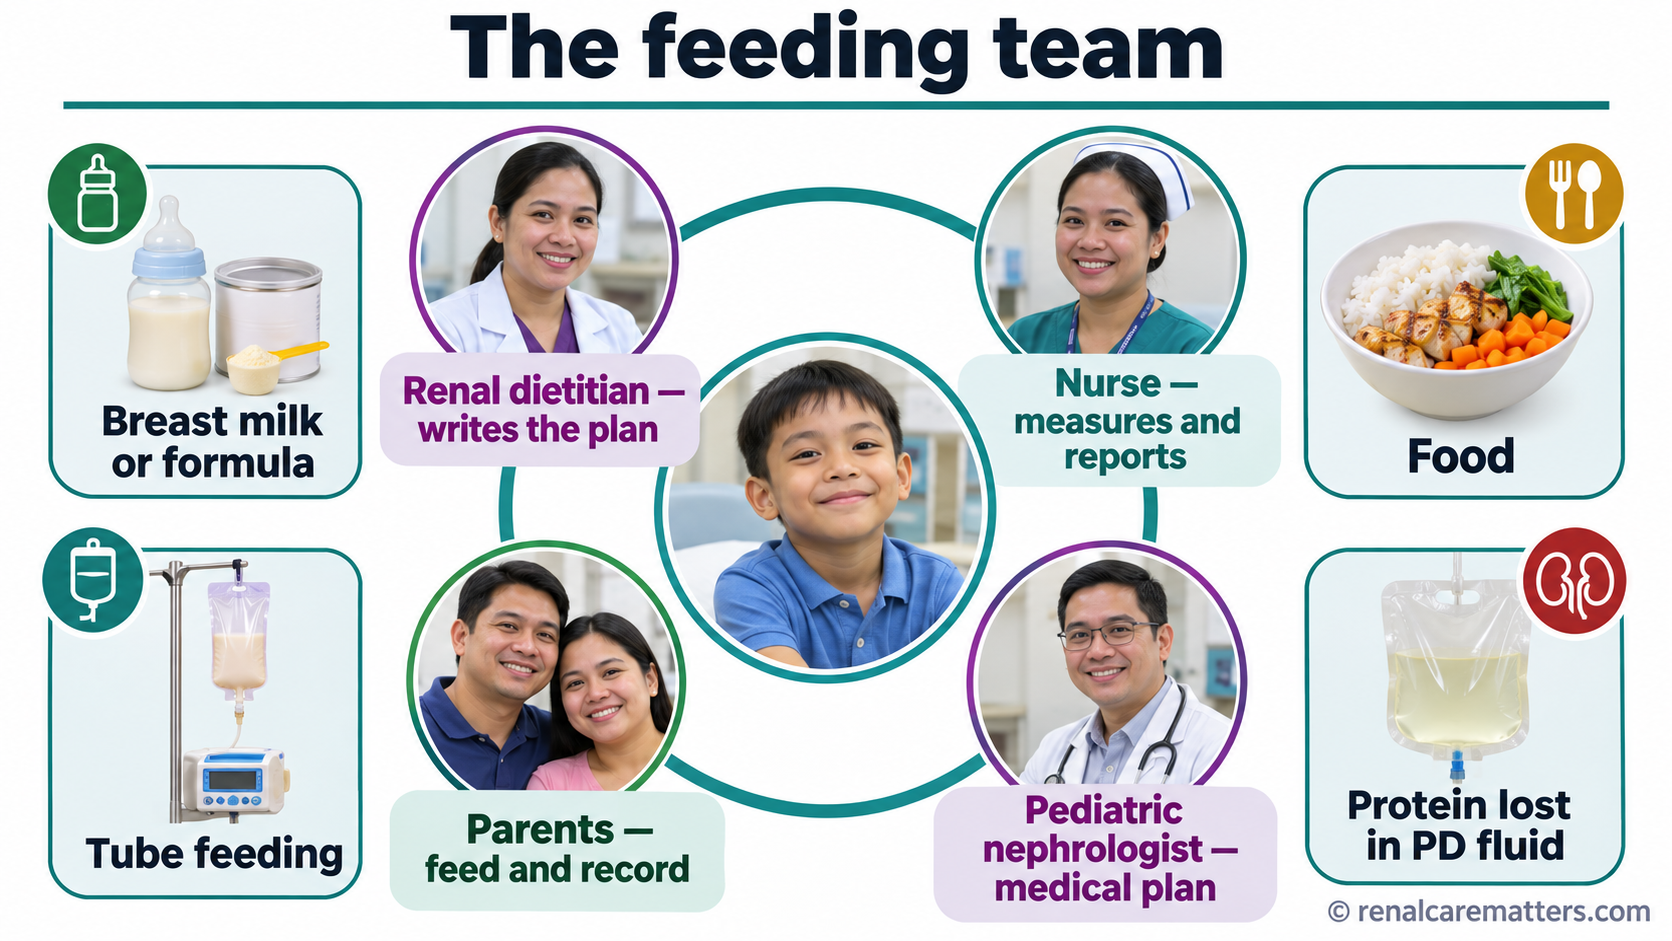 The feeding team
Breast milk
or formula
Renal dietitian —
writes the plan
Nurse —
measures and
reports
Food
Tube feeding
Parents —
feed and record
Pediatric
nephrologist —
medical plan
Protein lost
in PD fluid
© renalcarematters.com